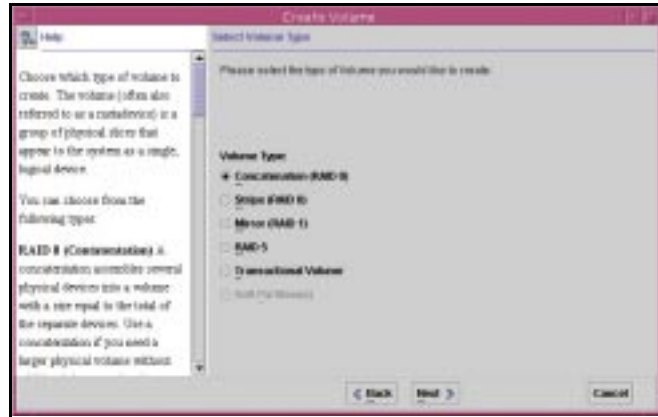 Create Volume
Help
Select Volume Type
Choose which type of volume to
create. The volume (often also
referred to as a metadevice) is a
group of physical slices that
appear to the system as a single,
logical device.
You can choose from the
following types:
RAID 0 (Concatenation) A
concatenation assembles several
physical devices into a volume
with a size equal to the total of
the separate devices. Use a
concatenation if you need a
larger physical volume without
Please select the type of Volume you would like to create.
Volume Type:
Concatenation (RAID 0)
Stripe (RAID 0)
Mirror (RAID 1)
RAID 5
Transactional Volume
Soft Partition(s)
Back
Next
Cancel